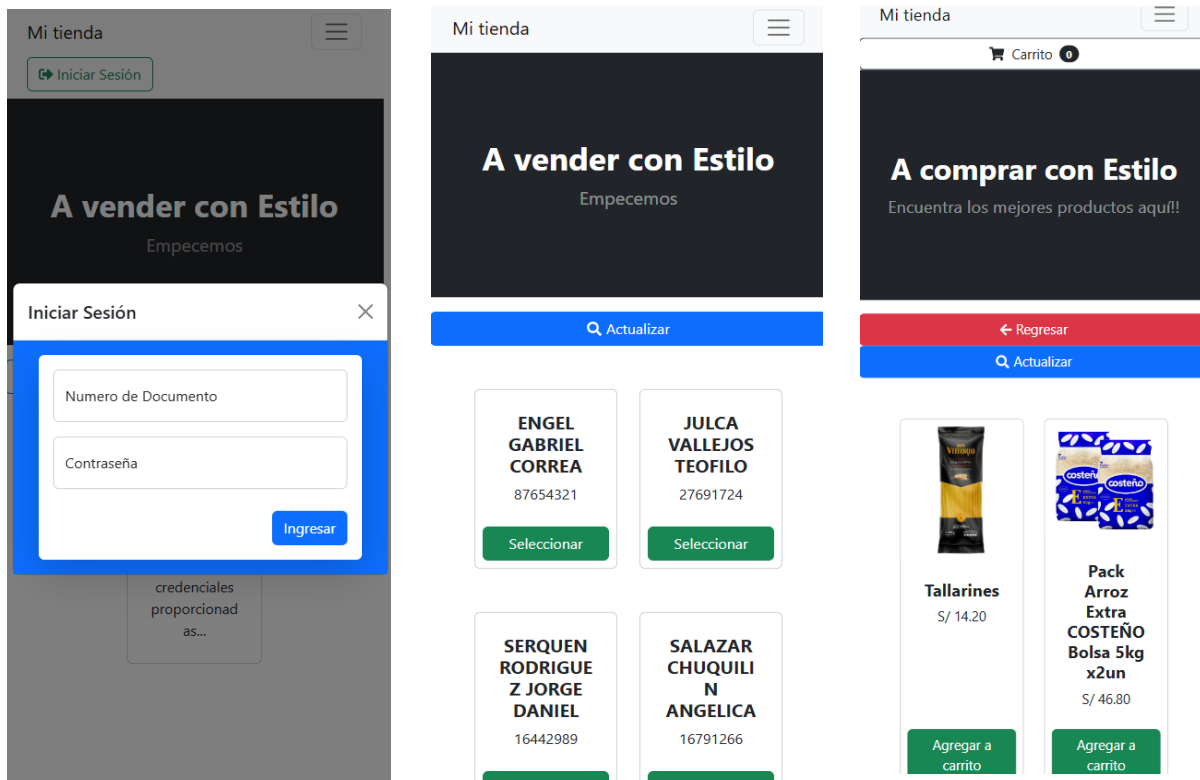 Mi tienda
Iniciar Sesión
A vender con Estilo
Empecemos
Iniciar Sesión
Numero de Documento
Contraseña
Ingresar
credenciales
proporcionad
as...
Mi tienda
A vender con Estilo
Empecemos
Actualizar
ENGEL
GABRIEL
CORREA
87654321
Seleccionar
JULCA
VALLEJOS
TEOFILO
27691724
Seleccionar
SERQUEN
RODRIGUE
Z JORGE
DANIEL
16442989
SALAZAR
CHUQUILI
N
ANGELICA
16791266
Mi tienda
Carrito 0
A comprar con Estilo
Encuentra los mejores productos aquí!!
Regresar
Actualizar
VITTORIO
Tallarines
S/ 14.20
Agregar a
carrito
costeño
costeño
E
E
Pack
Arroz
Extra
COSTEÑO
Bolsa 5kg
x2un
S/ 46.80
Agregar a
carrito